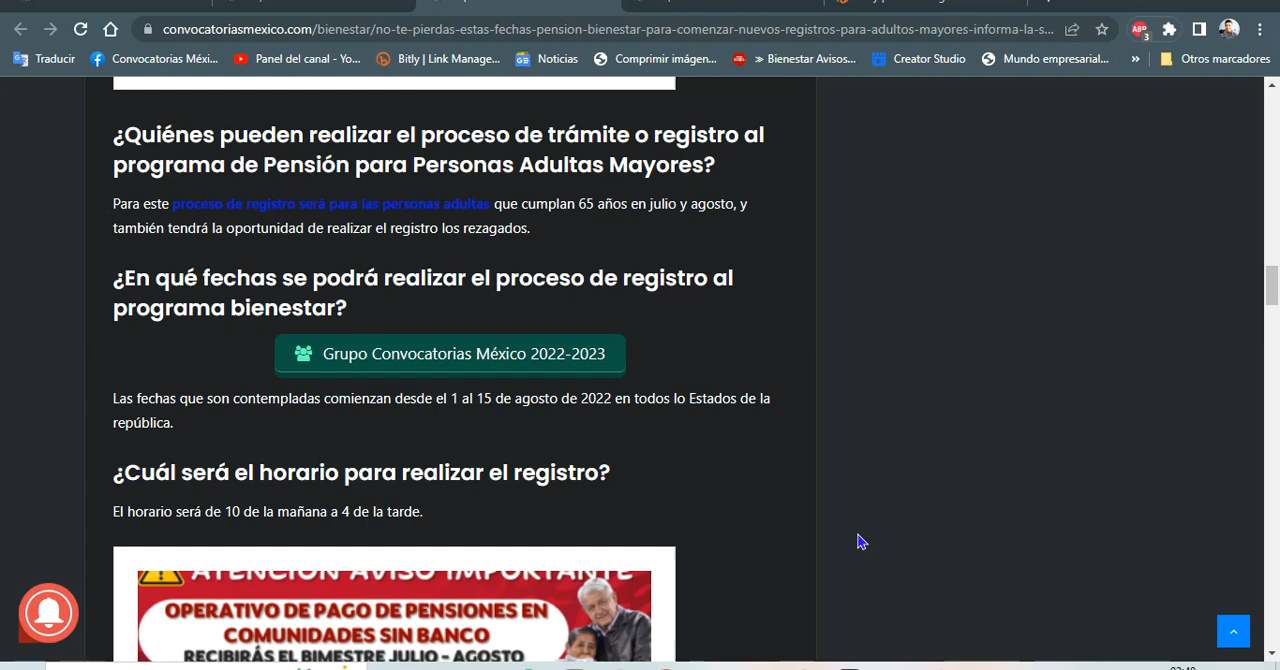 convocatoriasmexico.com/bienestar/no-te-pierdas-estas-fechas-pension-bienestar-para-comenzar-nuevos-registros-para-adultos-mayores-informa-la-s...
ABP
3
Traducir
Convocatorias Méxi...
Panel del canal - Yo...
Bitly | Link Manage...
Noticias
Comprimir imágen...
≫ Bienestar Avisos...
Creator Studio
Mundo empresarial...
»
Otros marcadores
¿Quiénes pueden realizar el proceso de trámite o registro al
programa de Pensión para Personas Adultas Mayores?
Para este proceso de registro será para las personas adultas que cumplan 65 años en julio y agosto, y
también tendrá la oportunidad de realizar el registro los rezagados.
¿En qué fechas se podrá realizar el proceso de registro al
programa bienestar?
Grupo Convocatorias México 2022-2023
Las fechas que son contempladas comienzan desde el 1 al 15 de agosto de 2022 en todos lo Estados de la
república.
¿Cuál será el horario para realizar el registro?
El horario será de 10 de la mañana a 4 de la tarde.
ATENCIÓN AVISO IMPORTANTE
OPERATIVO DE PAGO DE PENSIONES EN
COMUNIDADES SIN BANCO
RECIBIRÁS EL BIMESTRE JULIO - AGOSTO